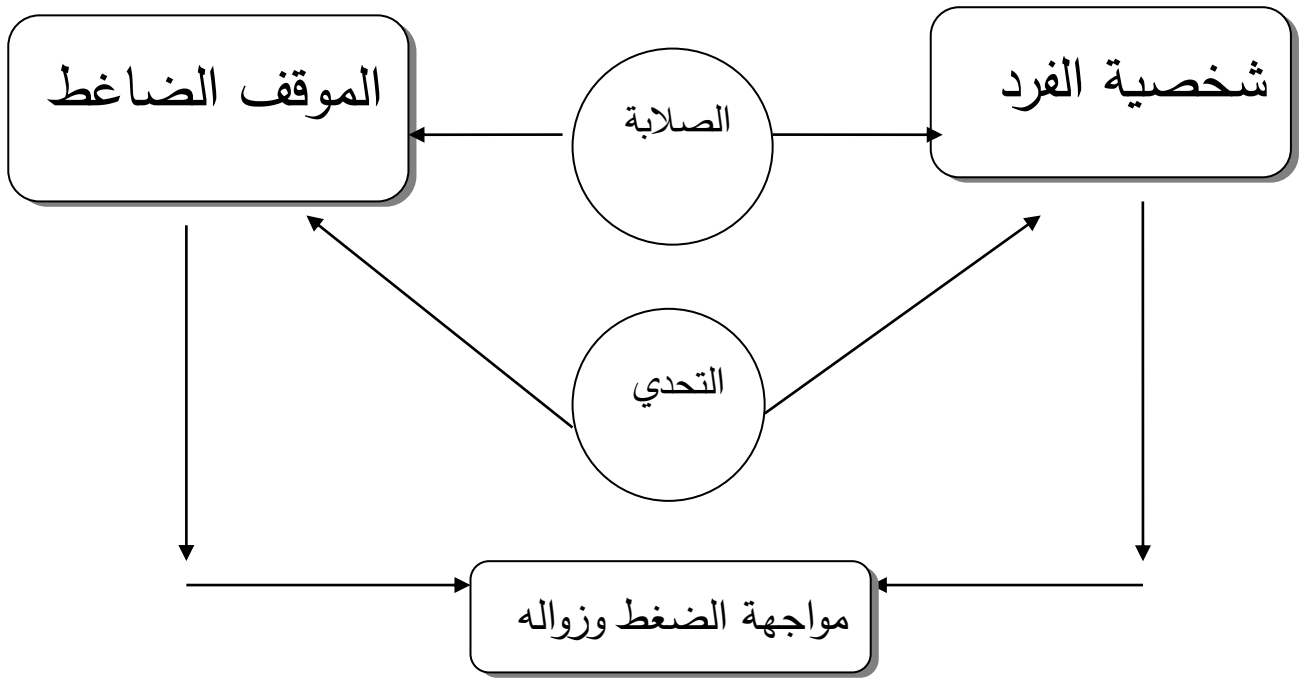 شخصية الفرد
الصلابة
الموقف الضاغط
التحدي
مواجهة الضغط وزواله